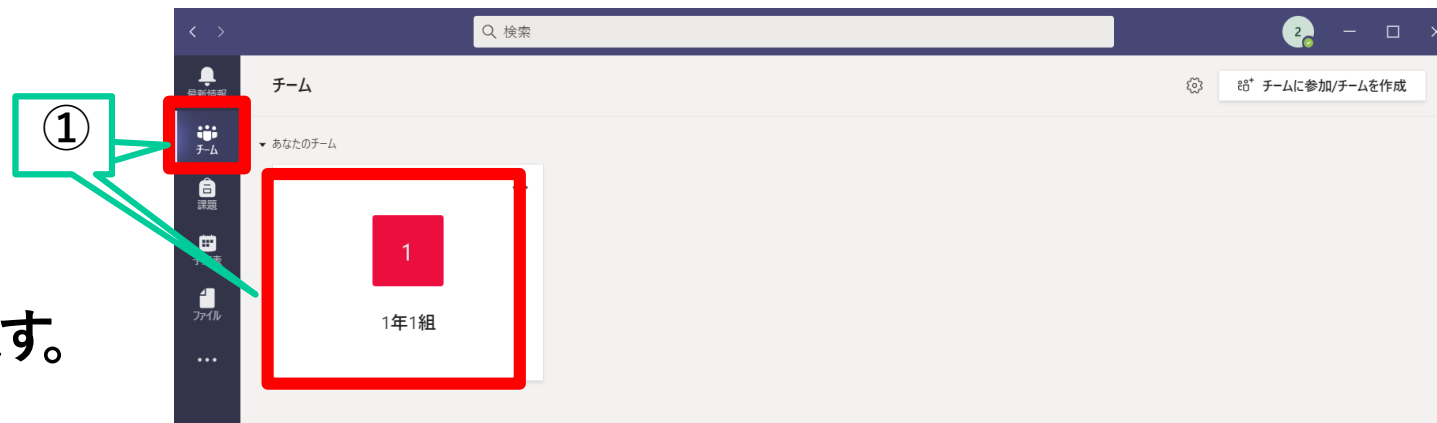 検索
2
最新情報
チーム
チームに参加/チームを作成
①
チーム
あなたのチーム
課題
1
ファイル
1年1組
す。